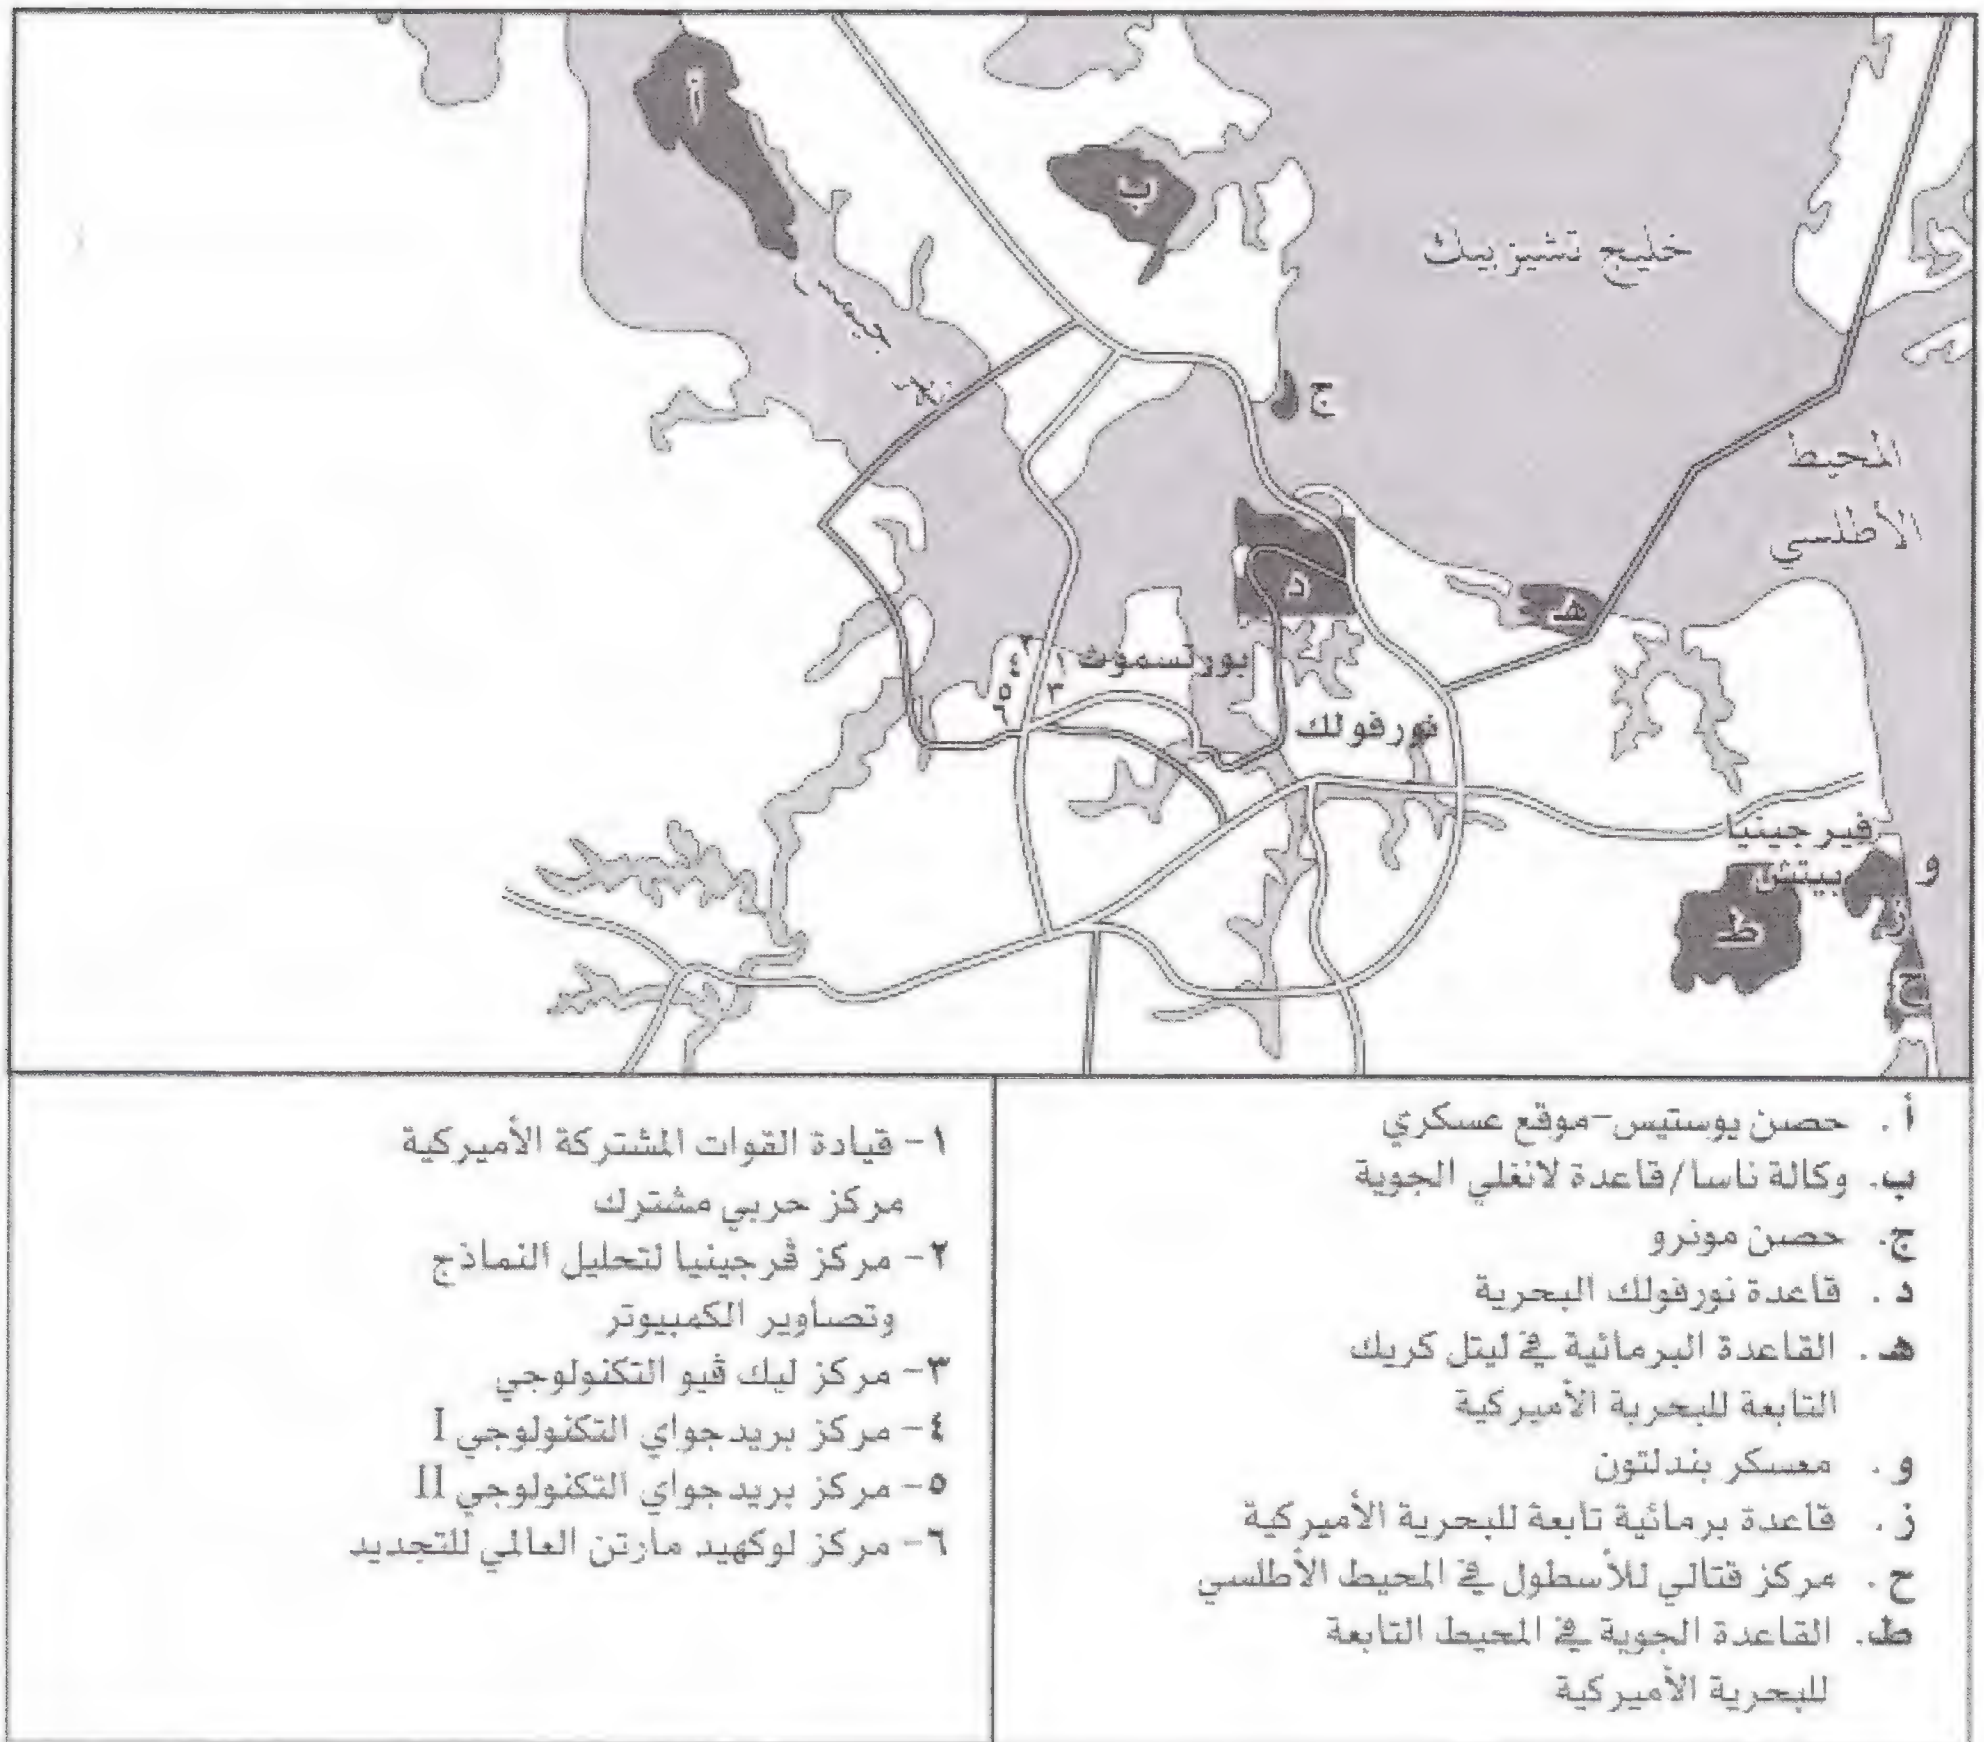 أ
ب
خليج تشيزبيك
جيمس
نهر
ج
المحيط
الأطلسي
د
هـ
٢
٤
١
بورتسموث
٥
٣
٦
نورفولك
فيرجينيا
بيتش
و
ط
ز
ح
أ. حصن يوستيس-موقع عسكري
ب. وكالة ناسا/قاعدة لانغلي الجوية
ج. حصن مونرو
د. قاعدة نورفولك البحرية
هـ. القاعدة البرمائية في ليتل كريك
التابعة للبحرية الأميركية
و. معسكر بندلتون
ز. قاعدة برمائية تابعة للبحرية الأميركية
ح. مركز قتالي للأسطول في المحيط الأطلسي
ط. القاعدة الجوية في المحيط التابعة
للبحرية الأميركية
١- قيادة القوات المشتركة الأميركية
مركز حربي مشترك
٢- مركز ڤرجينيا لتحليل النماذج
وتصاوير الكمبيوتر
٣- مركز ليك ڤيو التكنولوجي
٤- مركز بريدجواي التكنولوجي I
٥- مركز بريدجواي التكنولوجي II
٦- مركز لوكهيد مارتن العالمي للتجديد